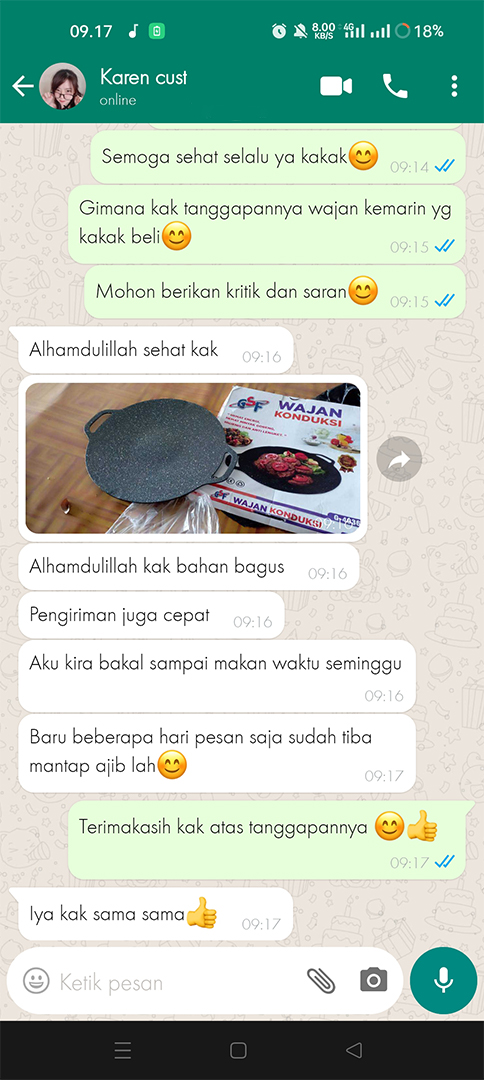 09.17
8.00 KB/S
4G
18%
Karen cust
online
Semoga sehat selalu ya kakak😊
09:14
Gimana kak tanggapannya wajan kemarin yg
kakak beli😊
09:15
Mohon berikan kritik dan saran😊
09:15
Alhamdulillah sehat kak
09:16
GSF
WAJAN
KONDUKSI
WAJAN KONDUKSI
09:16
Alhamdulillah kak bahan bagus
09:16
Pengiriman juga cepat
09:16
Aku kira bakal sampai makan waktu seminggu
09:16
Baru beberapa hari pesan saja sudah tiba
mantap ajib lah😊
09:17
Terimakasih kak atas tanggapannya 😊👍
09:17
Iya kak sama sama👍
09:17
Ketik pesan